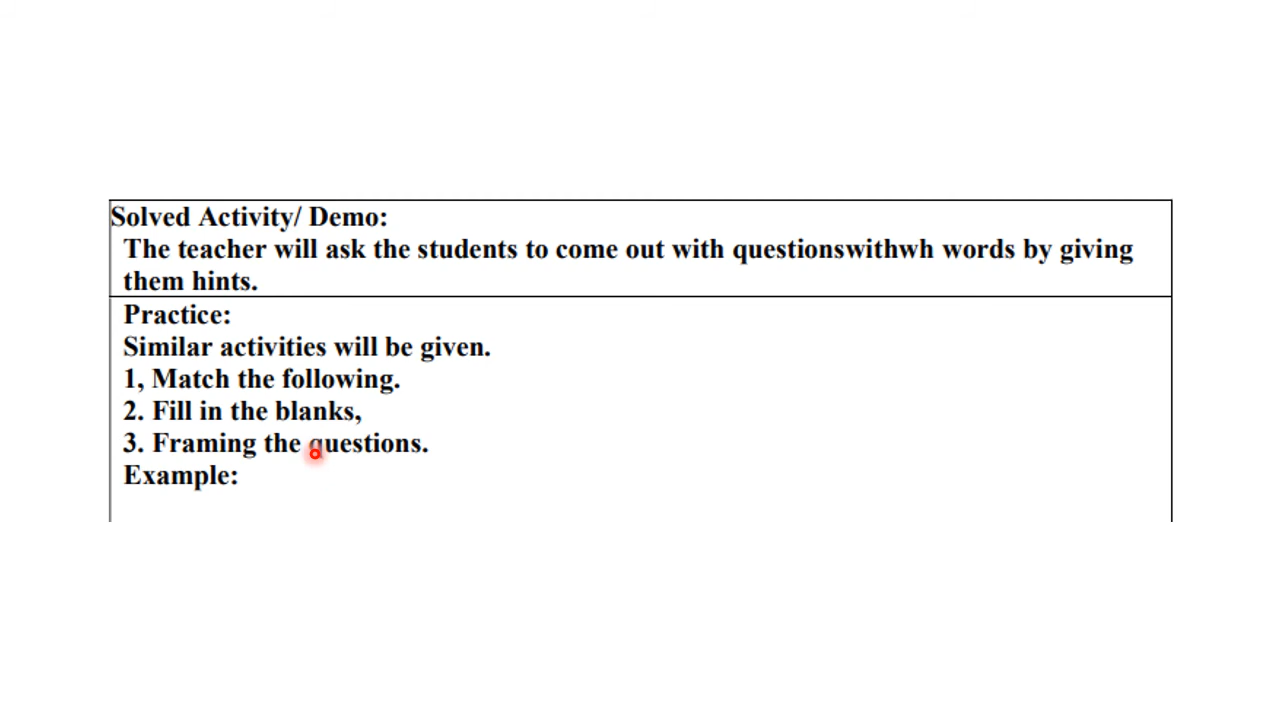 Solved Activity/ Demo:
The teacher will ask the students to come out with questionswithwh words by giving
them hints.
Practice:
Similar activities will be given.
1, Match the following.
2. Fill in the blanks,
3. Framing the questions.
Example: